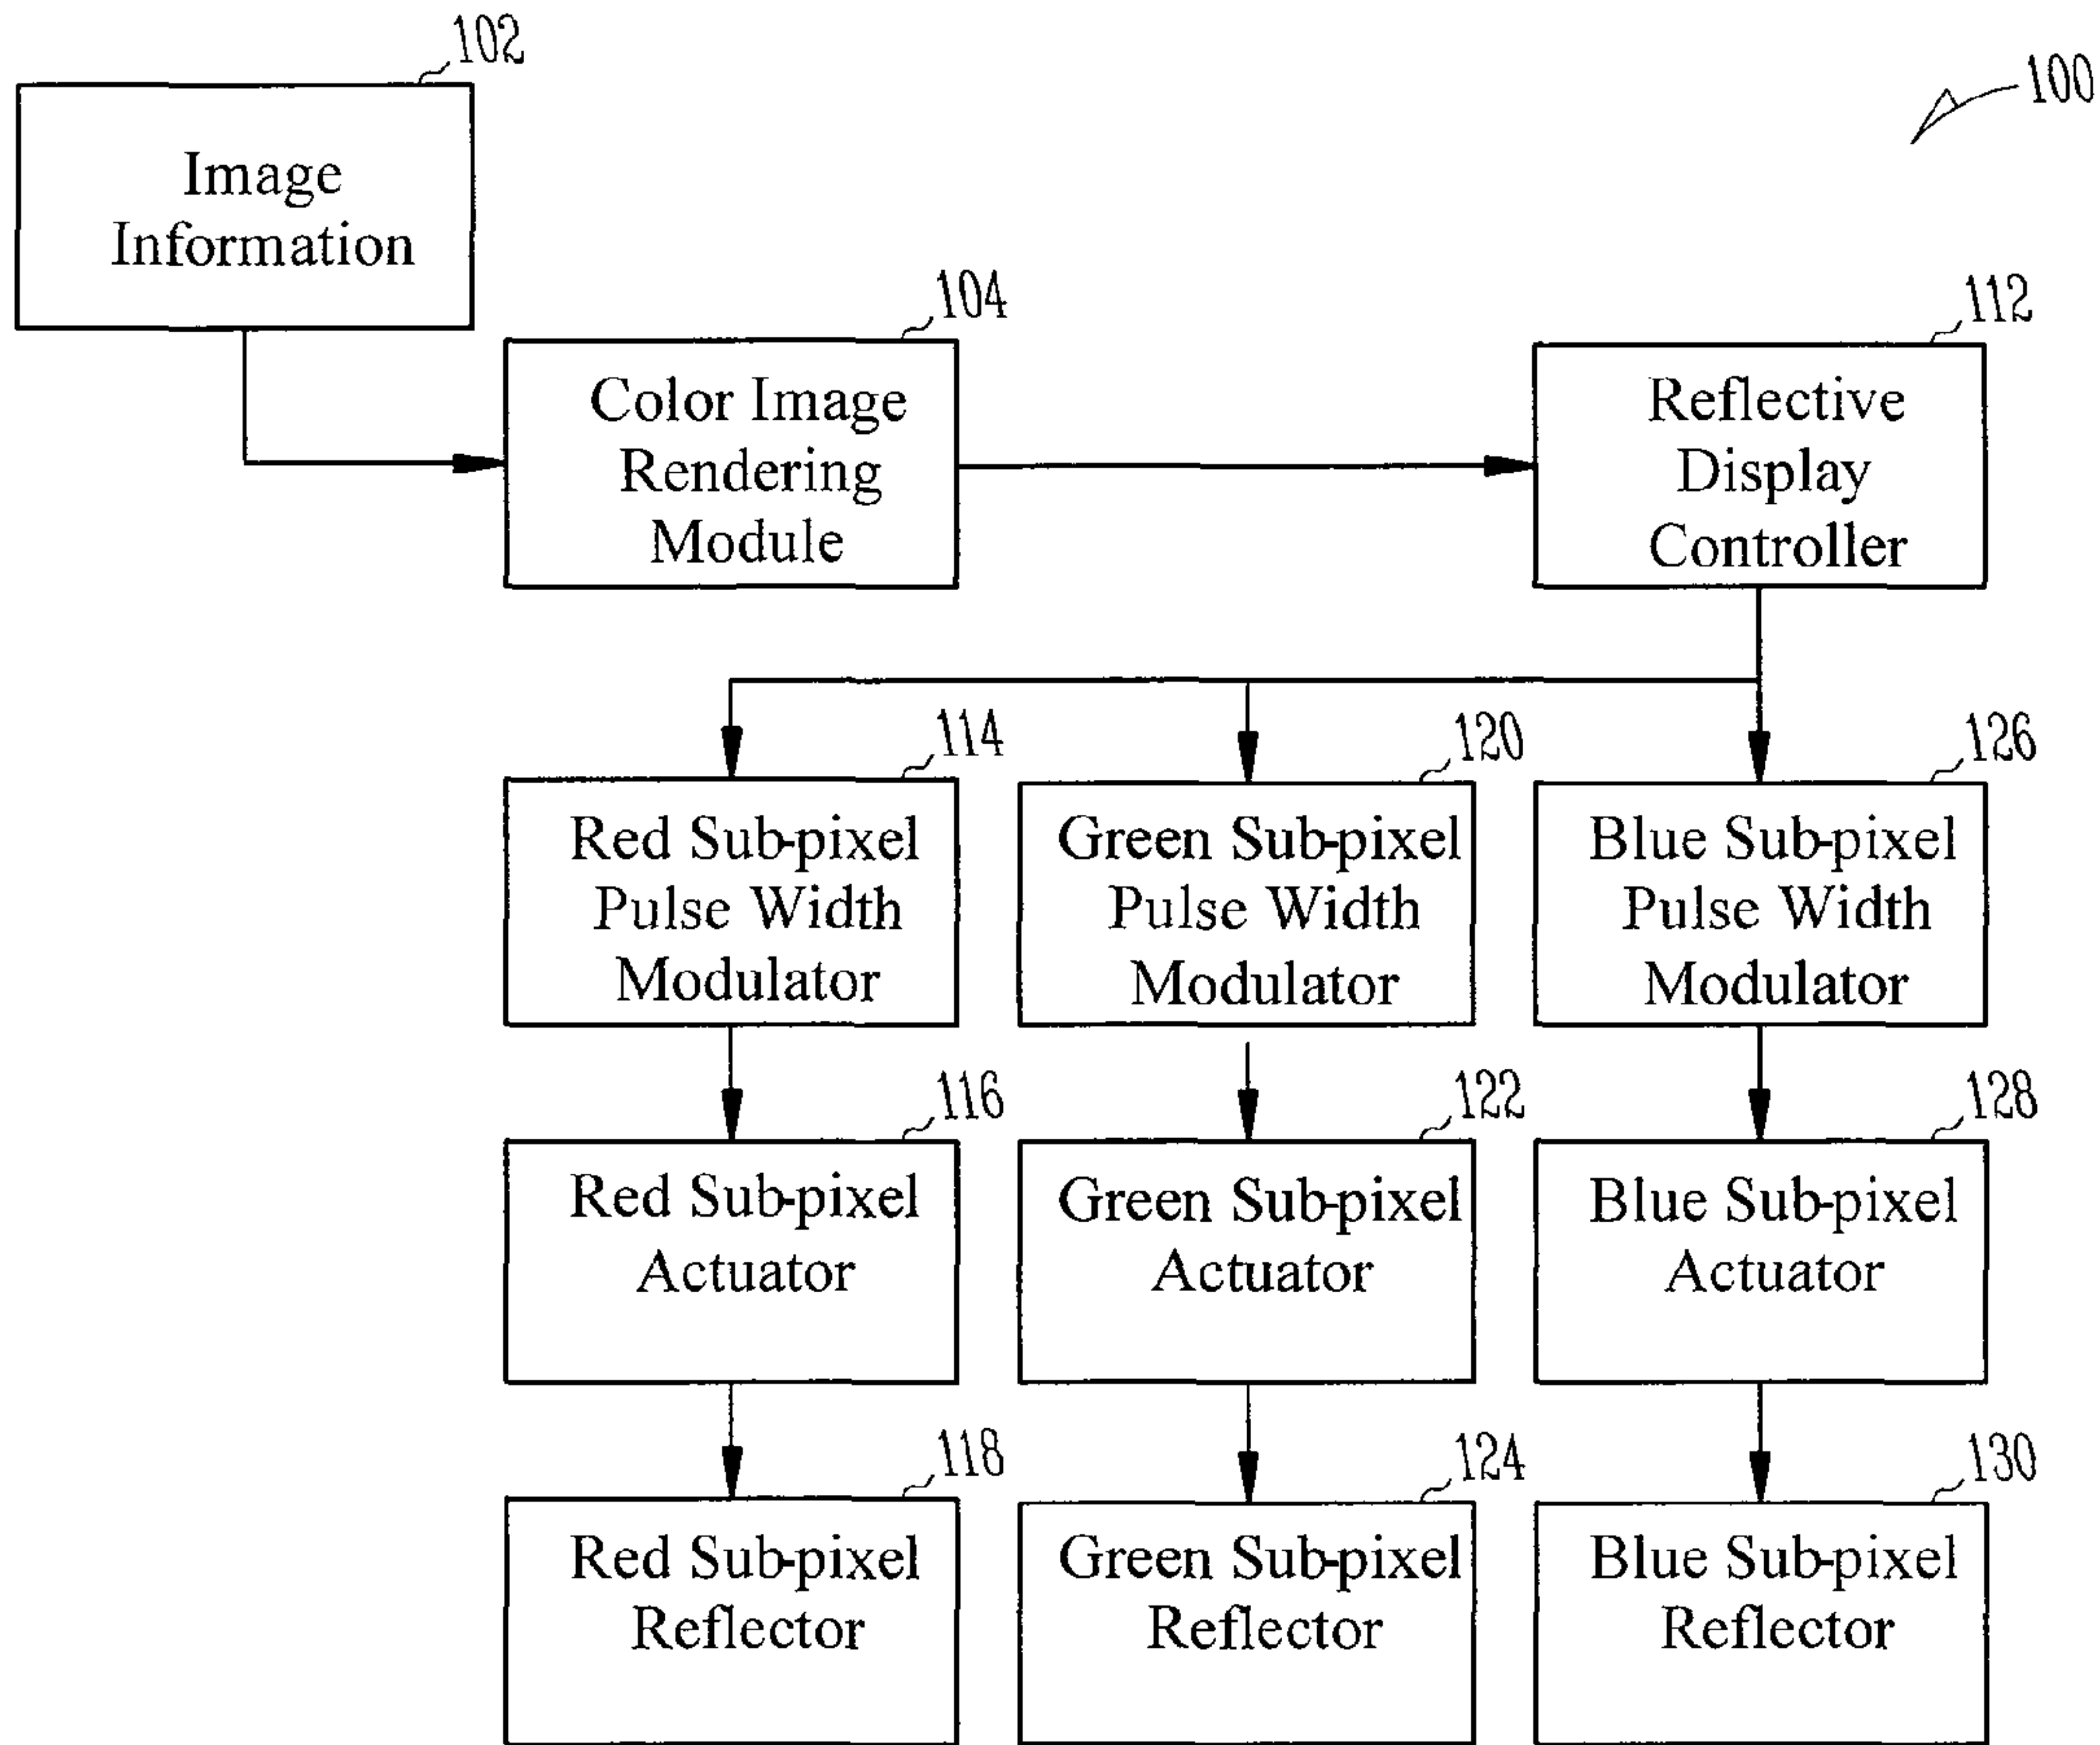 102
100
Image
Information
104
112
Color Image
Rendering
Module
Reflective
Display
Controller
114
120
126
Red Sub-pixel
Pulse Width
Modulator
Green Sub-pixel
Pulse Width
Modulator
Blue Sub-pixel
Pulse Width
Modulator
116
122
128
Red Sub-pixel
Actuator
Green Sub-pixel
Actuator
Blue Sub-pixel
Actuator
118
124
130
Red Sub-pixel
Reflector
Green Sub-pixel
Reflector
Blue Sub-pixel
Reflector